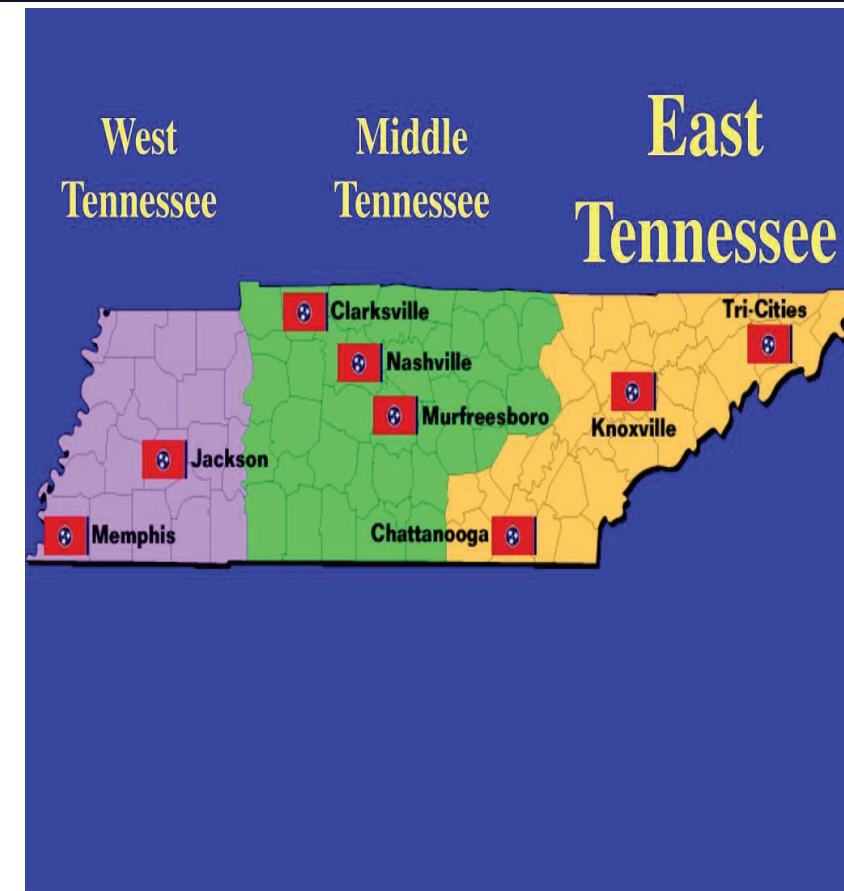 West
Tennessee
Middle
Tennessee
East
Tennessee
Clarksville
Tri-Cities
Nashville
Murfreesboro
Knoxville
Jackson
Memphis
Chattanooga